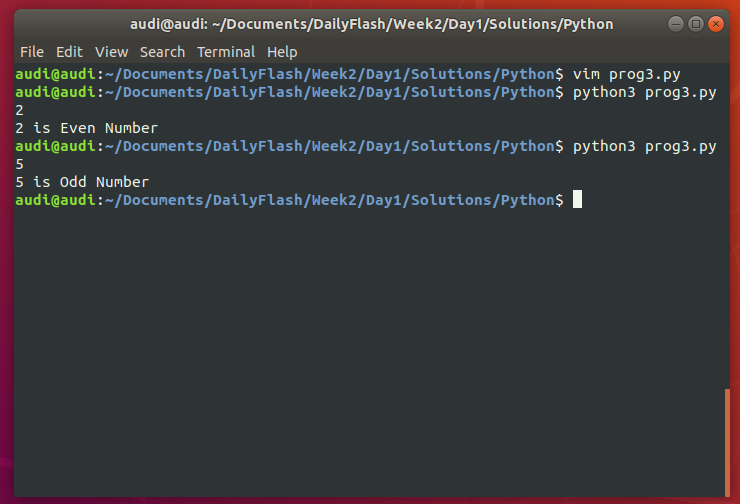 audi@audi: ~/Documents/DailyFlash/Week2/Day1/Solutions/Python
File Edit View Search Terminal Help
audi@audi:~/Documents/DailyFlash/Week2/Day1/Solutions/Python$ vim prog3.py
audi@audi:~/Documents/DailyFlash/Week2/Day1/Solutions/Python$ python3 prog3.py
2
2 is Even Number
audi@audi:~/Documents/DailyFlash/Week2/Day1/Solutions/Python$ python3 prog3.py
5
5 is Odd Number
audi@audi:~/Documents/DailyFlash/Week2/Day1/Solutions/Python$